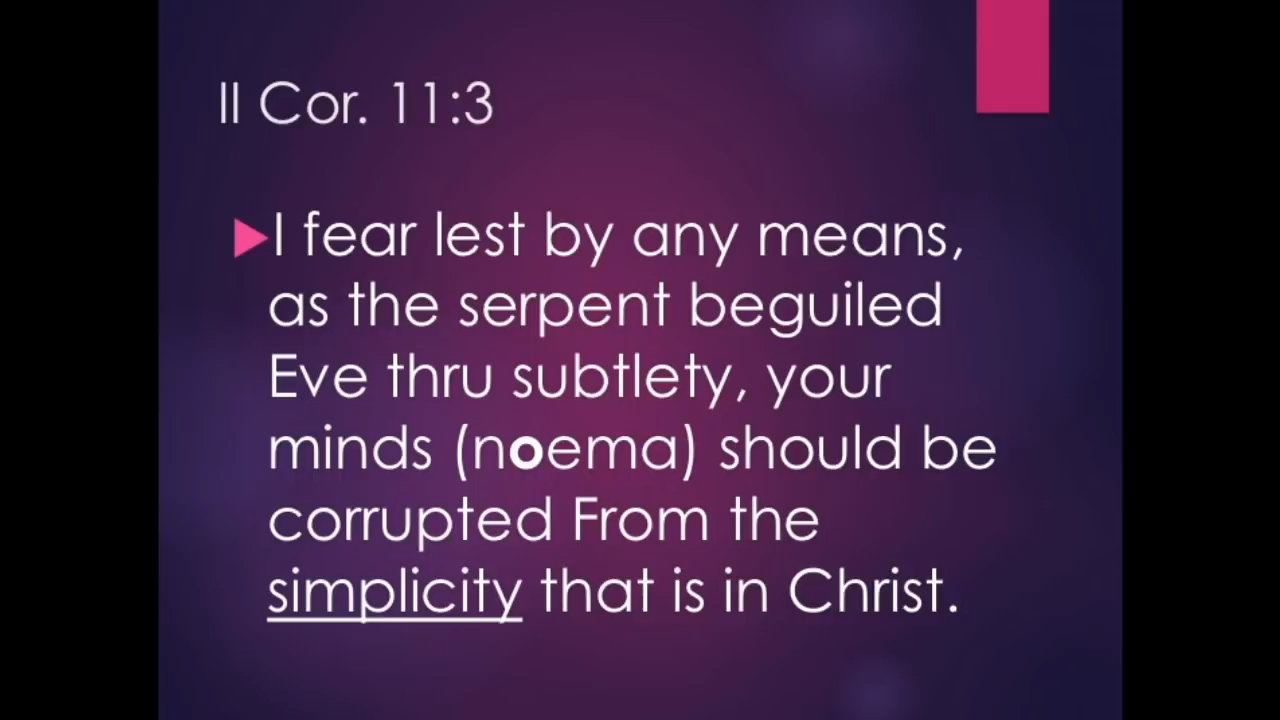 II Cor. 11:3
I fear lest by any means,
as the serpent beguiled
Eve thru subtlety, your
minds (noema) should be
corrupted From the
simplicity that is in Christ.